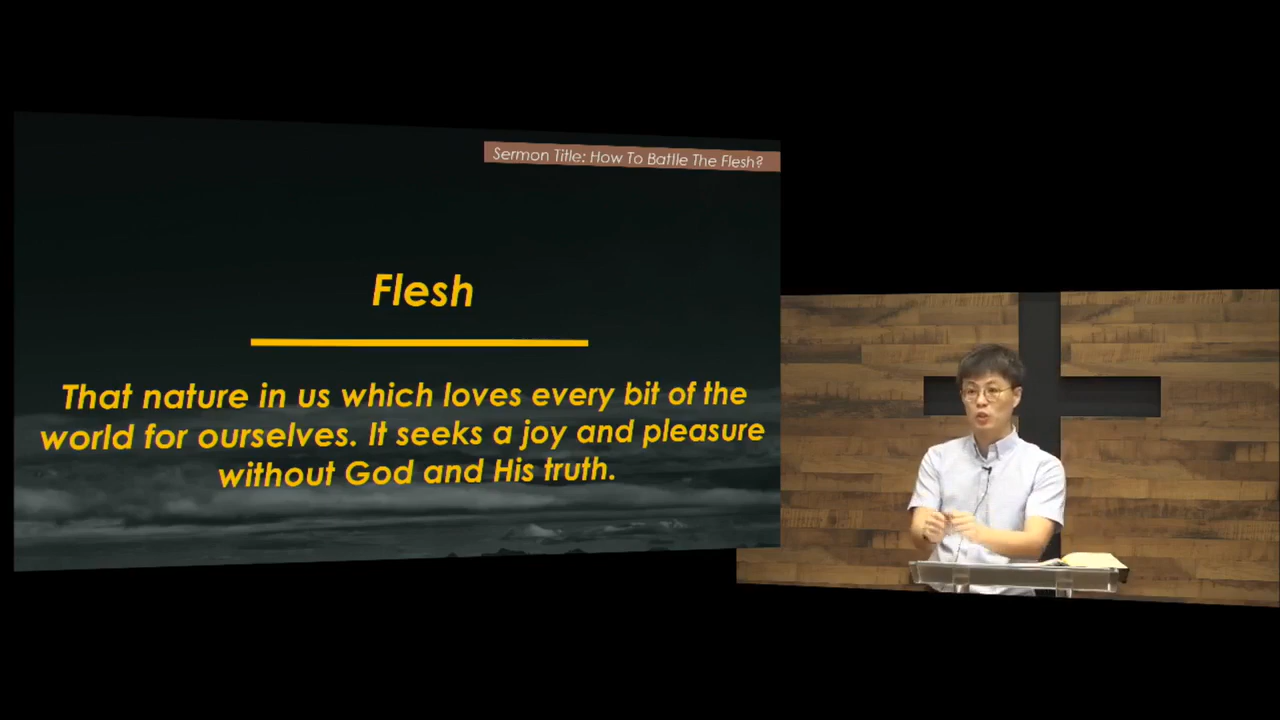 Sermon Title: How To Battle The Flesh?
Flesh
That nature in us which loves every bit of the
world for ourselves. It seeks a joy and pleasure
without God and His truth.